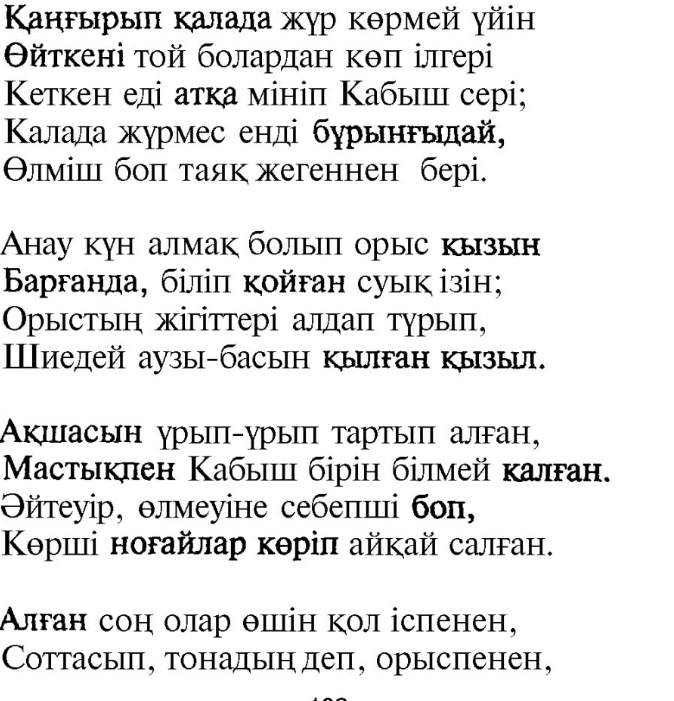 Қаңғырып қалада жүр көрмей үйін
Өйткені той болардан көп ілгері
Кеткен еді атқа мініп Кабыш сері;
Калада жүрмес енді бұрынғыдай,
Өлміш боп таяқ жегеннен бері.
Анау күн алмақ болып орыс қызын
Барғанда, біліп қойған суық ізін;
Орыстың жігіттері алдап түрып,
Шиедей аузы-басын қылған қызыл.
Ақшасын үрып-үрып тартып алған,
Мастықпен Кабыш бірін білмей қалған.
Әйтеуір, өлмеуіне себепші боп,
Көрші ноғайлар көріп айқай салған.
Алған соң олар өшін қол іспенен,
Соттасып, тонадың деп, орыспенен,